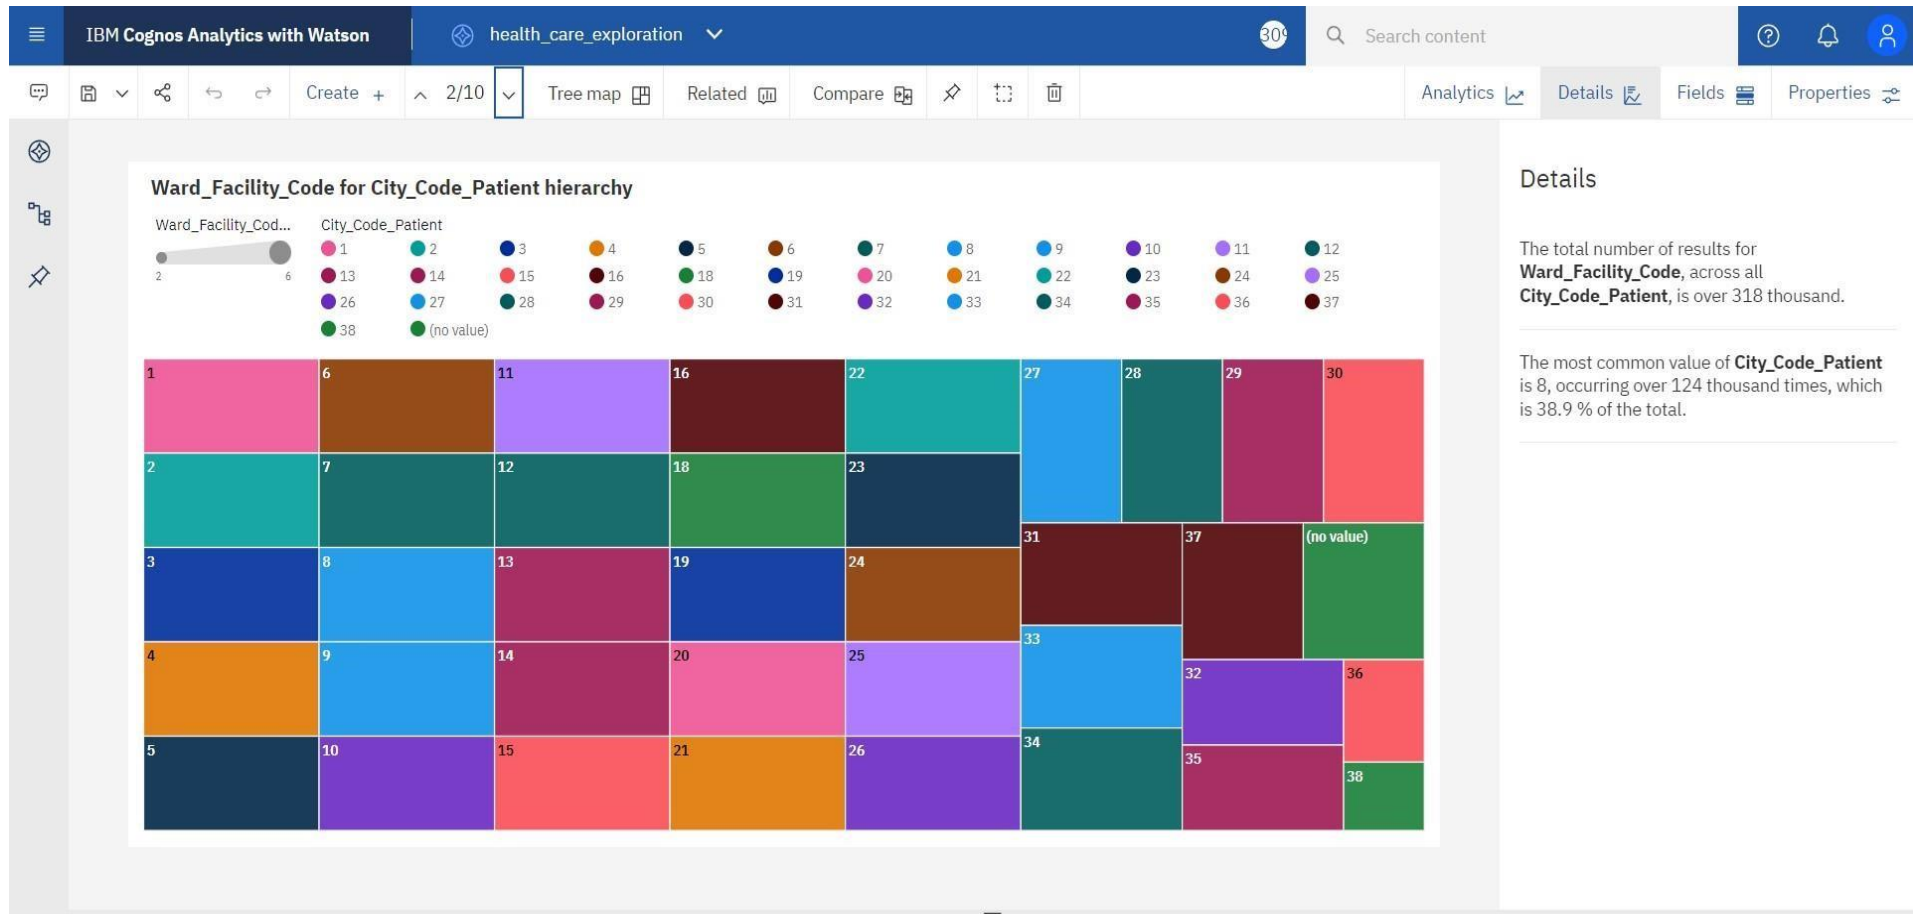 IBM Cognos Analytics with Watson
health_care_exploration
Search content
Create +
2/10
Tree map
Related
Compare
Analytics
Details
Fields
Properties
Ward_Facility_Code for City_Code_Patient hierarchy
Ward_Facility_Cod...
2 6
City_Code_Patient
1 2 3 4 5 6 7 8 9 10 11 12
13 14 15 16 18 19 20 21 22 23 24 25
26 27 28 29 30 31 32 33 34 35 36 37
38 (no value)
1 6 11 16 22 27 28 29 30
2 7 12 18 23
31 37 (no value)
3 8 13 19 24
33
4 9 14 20 25
32 36
34
5 10 15 21 26
35
38
Details
The total number of results for
Ward_Facility_Code, across all
City_Code_Patient, is over 318 thousand.
The most common value of City_Code_Patient
is 8, occurring over 124 thousand times, which
is 38.9 % of the total.